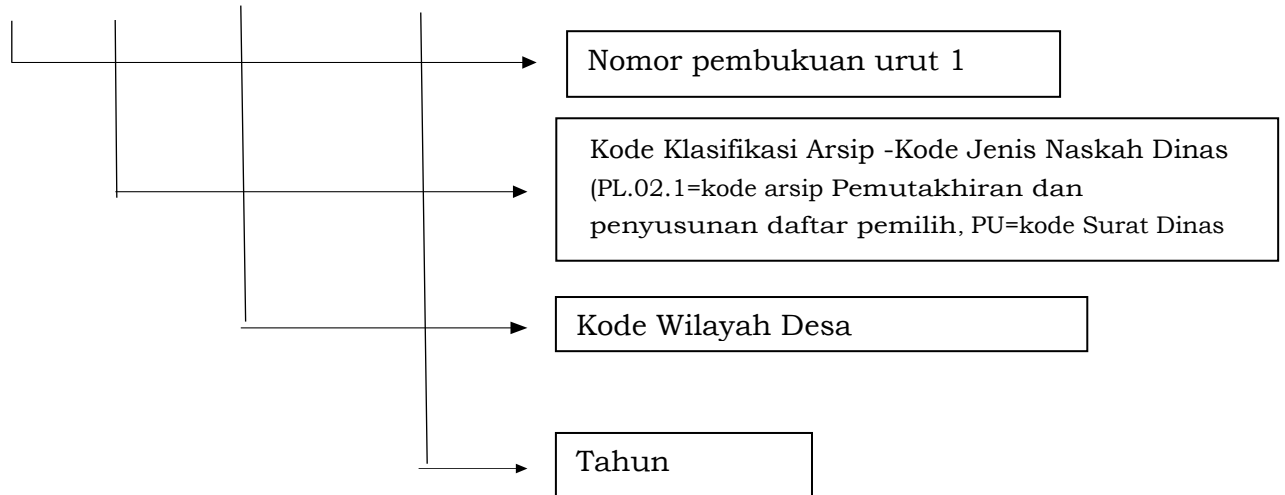 Nomor pembukuan urut 1
Kode Klasifikasi Arsip -Kode Jenis Naskah Dinas
(PL.02.1=kode arsip Pemutakhiran dan
penyusunan daftar pemilih, PU=kode Surat Dinas
Kode Wilayah Desa
Tahun